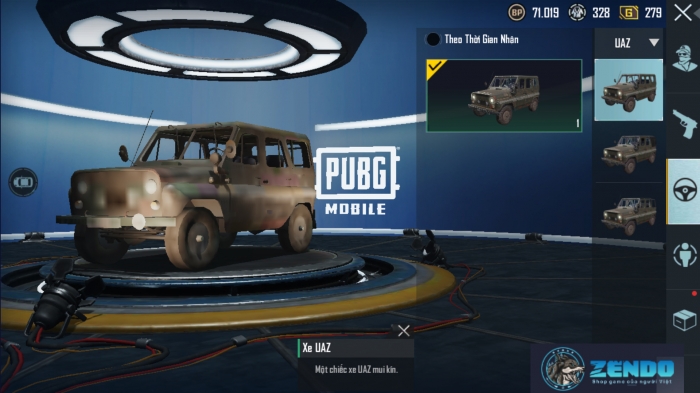 BP 71.019 328 G 279
Theo Thời Gian Nhận
UAZ
1
PUBG
MOBILE
Xe UAZ
Một chiếc xe UAZ mui kín.
ZENDO
Shop game của người Việt